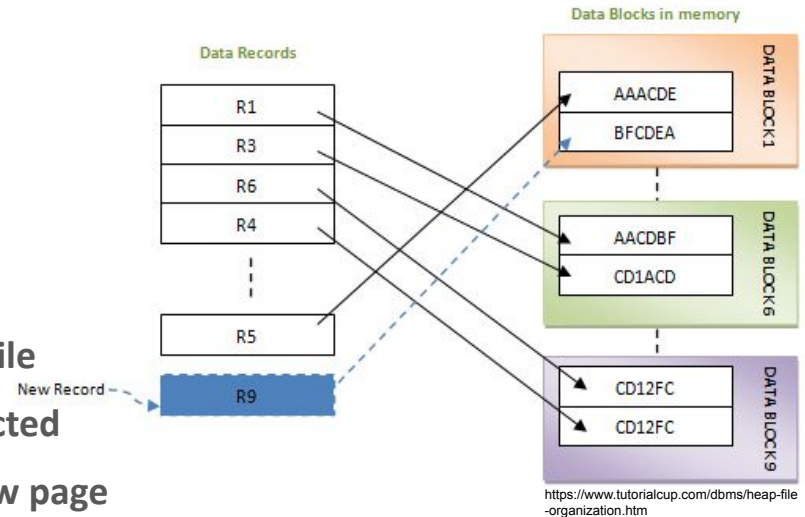 Data Blocks in memory
Data Records
R1
R3
R6
R4
R5
New Record
R9
AAACDE
BFCDEA
DATA BLOCK1
AACDBF
CD1ACD
DATA BLOCK6
CD12FC
CD12FC
DATA BLOCK9
ile
cted
w page
https://www.tutorialcup.com/dbms/heap-file
-organization.htm